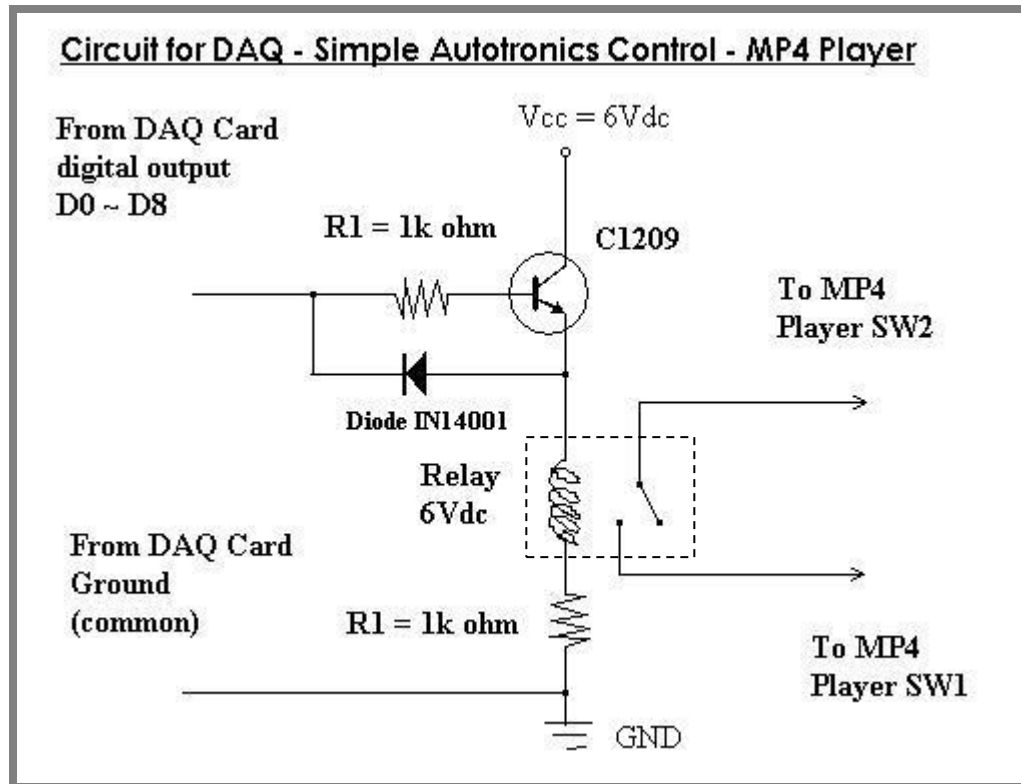 Circuit for DAQ - Simple Autotronics Control - MP4 Player
From DAQ Card
digital output
D0 ~ D8
Vcc = 6Vdc
R1 = 1k ohm
C1209
To MP4
Player SW2
Diode IN14001
Relay
6Vdc
From DAQ Card
Ground
(common)
R1 = 1k ohm
To MP4
Player SW1
GND